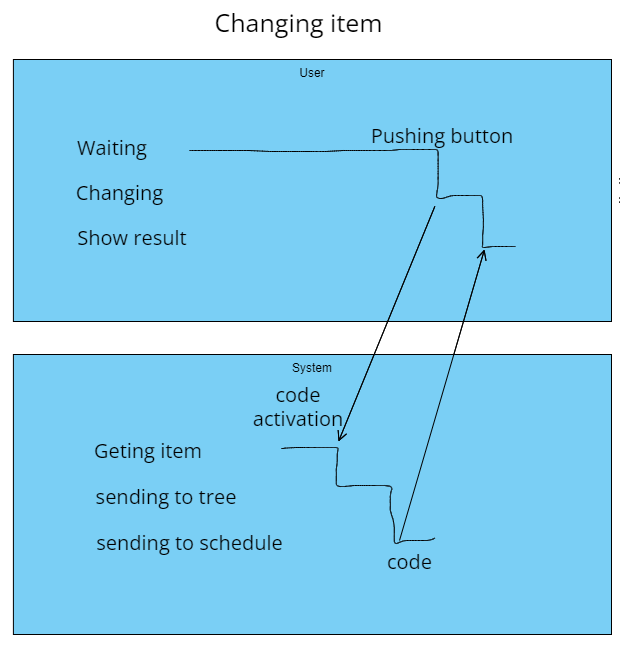 Changing item
User
Pushing button
Waiting
Changing
Show result
System
code
activation
Geting item
sending to tree
sending to schedule
code